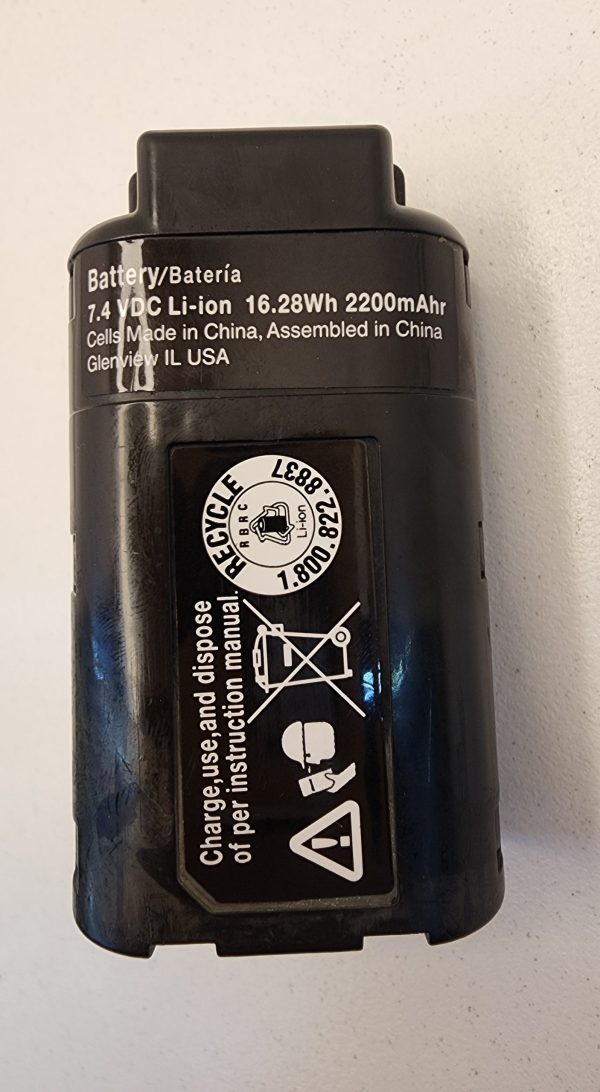 Battery/Batería
7.4 VDC Li-ion 16.28Wh 2200mAhr
Cells Made in China, Assembled in China
Glenview IL USA
RECYCLE
1.800.822.8837
RBRC
Li-ion
Charge,use,and dispose
of per instruction manual.